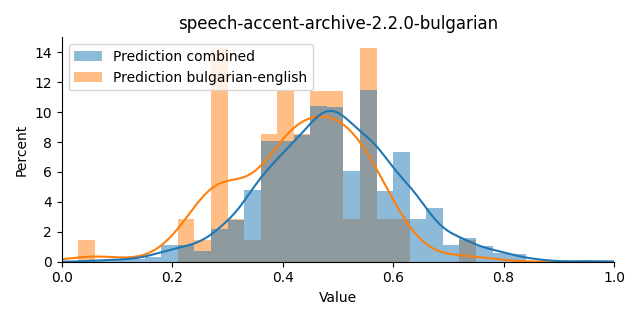 speech-accent-archive-2.2.0-bulgarian
Prediction combined
Prediction bulgarian-english
Percent
14
12
10
8
6
4
2
0
0.0 0.2 0.4 0.6 0.8 1.0
Value